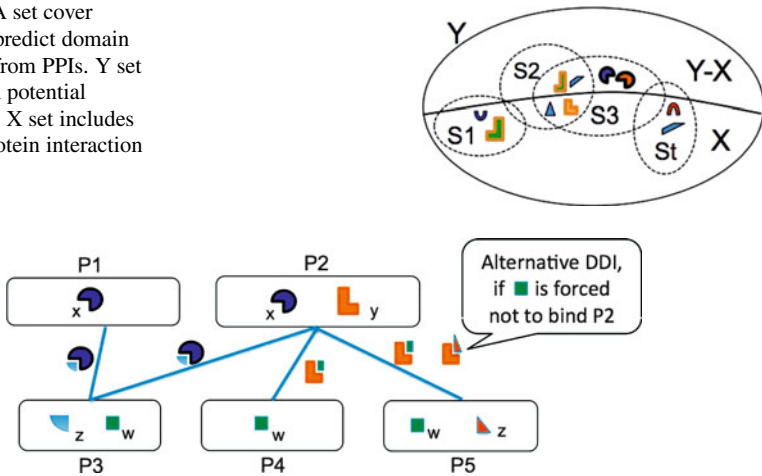 A set cover
predict domain
from PPIs. Y set
potential
X set includes
otein interaction
Y
S2
Y-X
S1
S3
St
X
P1
P2
x
x
y
Alternative DDI,
if is forced
not to bind P2
z
w
w
w
z
P3
P4
P5